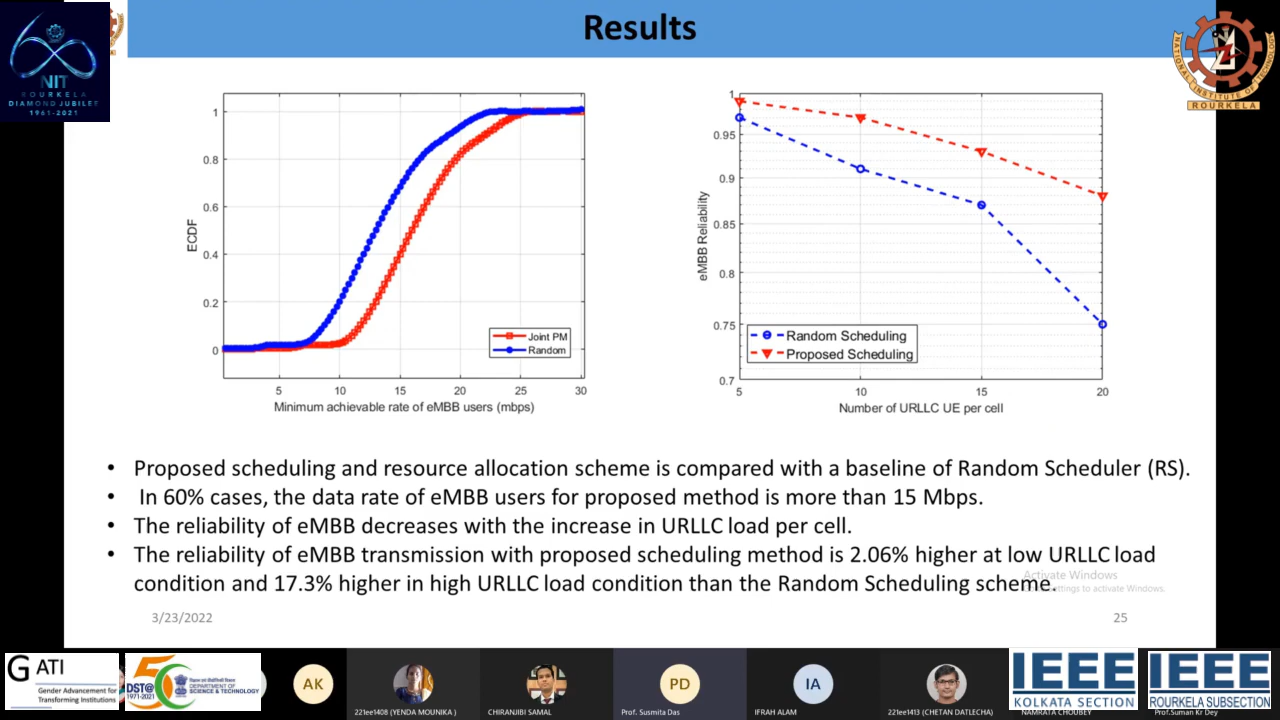 Results
NIT
ROURKELA
DIAMOND JUBILEE
1961-2021
NATIONAL INSTITUTE OF TECHNOLOGY
ROURKELA
ECDF
1
0.8
0.6
0.4
0.2
0
5 10 15 20 25 30
Minimum achievable rate of eMBB users (mbps)
Joint PM
Random
eMBB Reliability
1
0.95
0.9
0.85
0.8
0.75
0.7
5 10 15 20
Number of URLLC UE per cell
Random Scheduling
Proposed Scheduling
• Proposed scheduling and resource allocation scheme is compared with a baseline of Random Scheduler (RS).
• In 60% cases, the data rate of eMBB users for proposed method is more than 15 Mbps.
• The reliability of eMBB decreases with the increase in URLLC load per cell.
• The reliability of eMBB transmission with proposed scheduling method is 2.06% higher at low URLLC load
condition and 17.3% higher in high URLLC load condition than the Random Scheduling scheme.
Activate Windows
settings to activate Windows.
3/23/2022
25
GATI
Gender Advancement for
Transforming Institutions
DST@
1971-2021
DEPARTMENT OF
SCIENCE & TECHNOLOGY
AK
221ee1408 (YENDA MOUNIKA )
CHIRANJIBI SAMAL
PD
Prof. Susmita Das
IA
IFRAH ALAM
221ee1413 (CHETAN DATLECHA)
IEEE
KOLKATA SECTION
NAMRATA CHOUBEY
IEEE
ROURKELA SUBSECTION
Prof.Suman Kr Dey